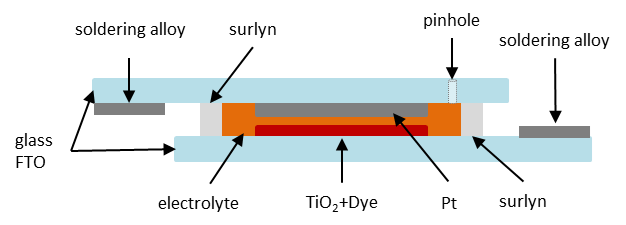 pinhole
soldering alloy
surlyn
soldering alloy
glass
FTO
electrolyte
TiO₂+Dye
Pt
surlyn